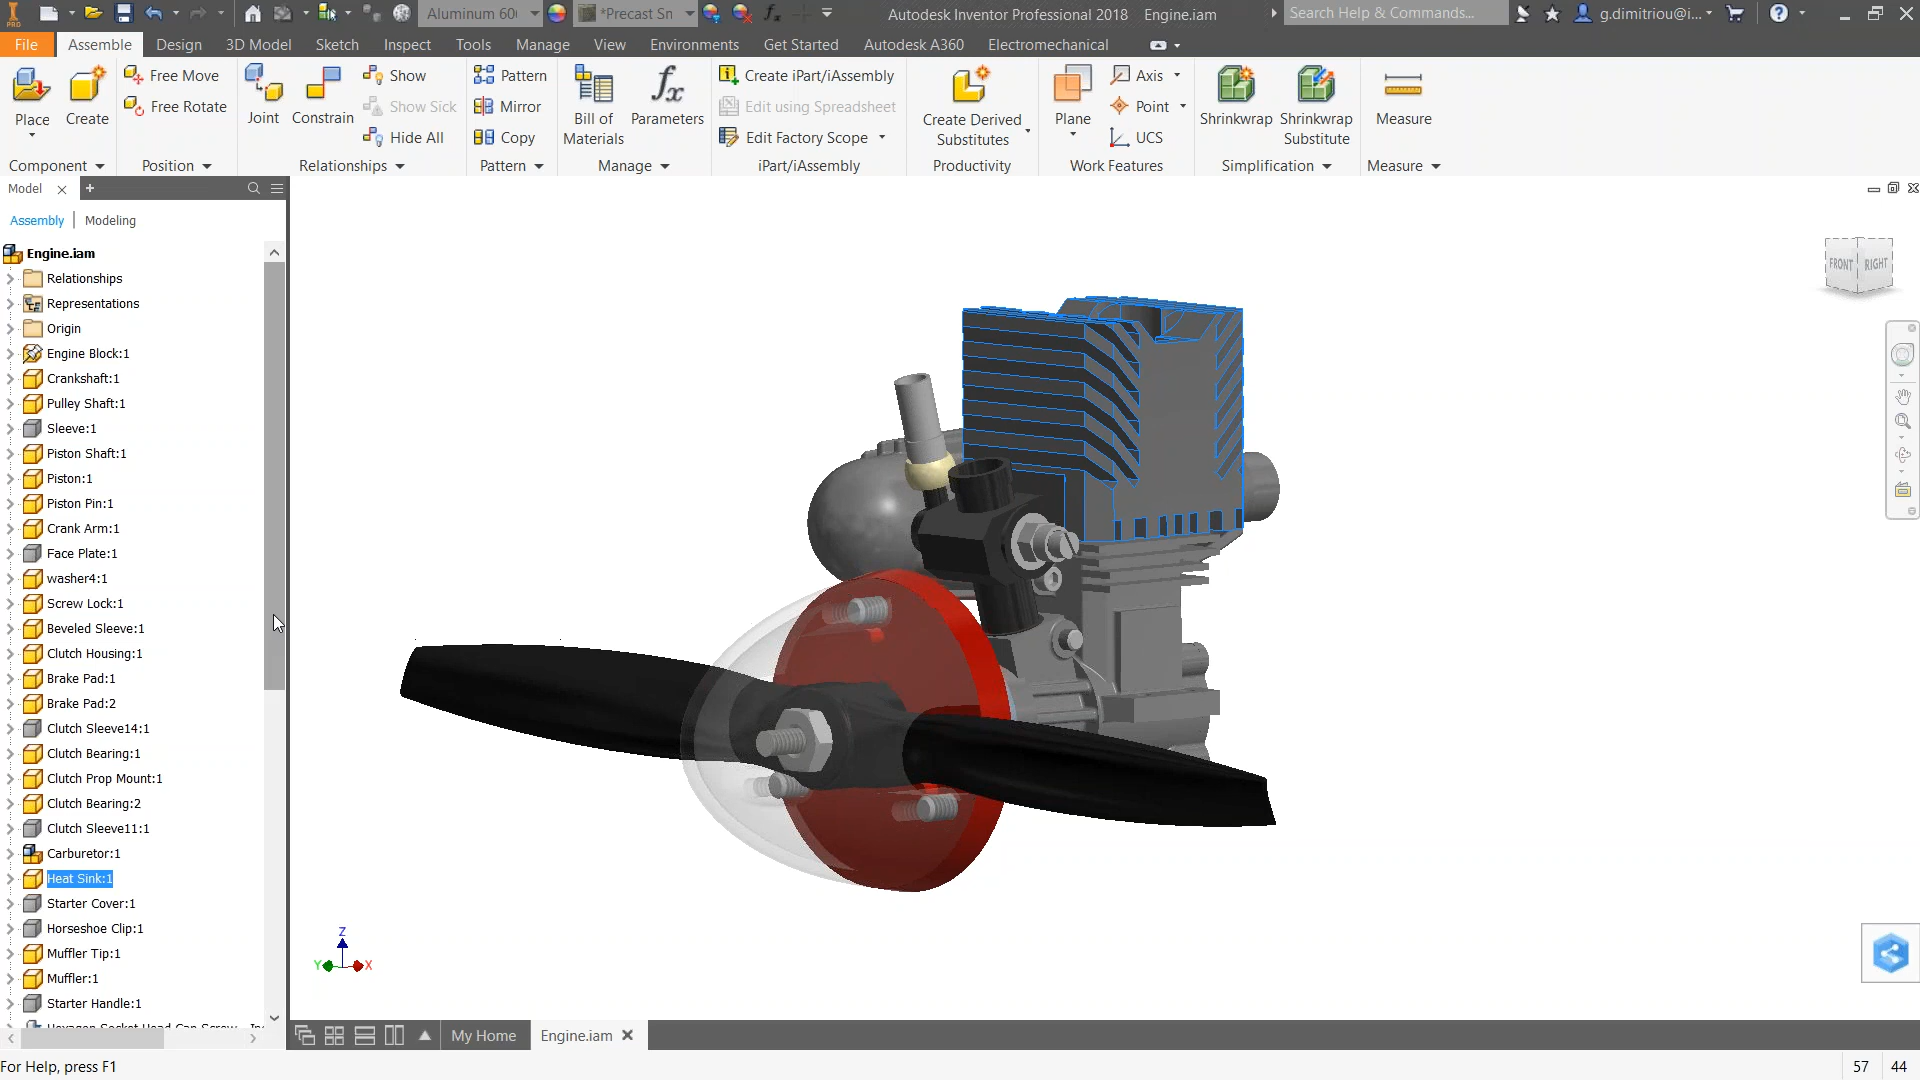 PRO Aluminum 60( *Precast Sn fx Autodesk Inventor Professional 2018 Engine.iam Search Help & Commands... g.dimitriou@i...
File Assemble Design 3D Model Sketch Inspect Tools Manage View Environments Get Started Autodesk A360 Electromechanical
Place
Create
Free Move
Free Rotate
Component
Position
Joint
Constrain
Show
Show Sick
Hide All
Relationships
Pattern
Mirror
Copy
Pattern
Bill of
Materials
fx
Parameters
Manage
Create iPart/iAssembly
Edit using Spreadsheet
Edit Factory Scope
iPart/iAssembly
Create Derived
Substitutes
Productivity
Plane
Axis
Point
UCS
Work Features
Shrinkwrap
Shrinkwrap
Substitute
Simplification
Measure
Measure
Model
Assembly | Modeling
Engine.iam
Relationships
Representations
Origin
Engine Block:1
Crankshaft:1
Pulley Shaft:1
Sleeve:1
Piston Shaft:1
Piston:1
Piston Pin:1
Crank Arm:1
Face Plate:1
washer4:1
Screw Lock:1
Beveled Sleeve:1
Clutch Housing:1
Brake Pad:1
Brake Pad:2
Clutch Sleeve14:1
Clutch Bearing:1
Clutch Prop Mount:1
Clutch Bearing:2
Clutch Sleeve11:1
Carburetor:1
Heat Sink:1
Starter Cover:1
Horseshoe Clip:1
Muffler Tip:1
Muffler:1
Starter Handle:1
FRONT RIGHT
Z
Y X
My Home Engine.iam
For Help, press F1
57 44